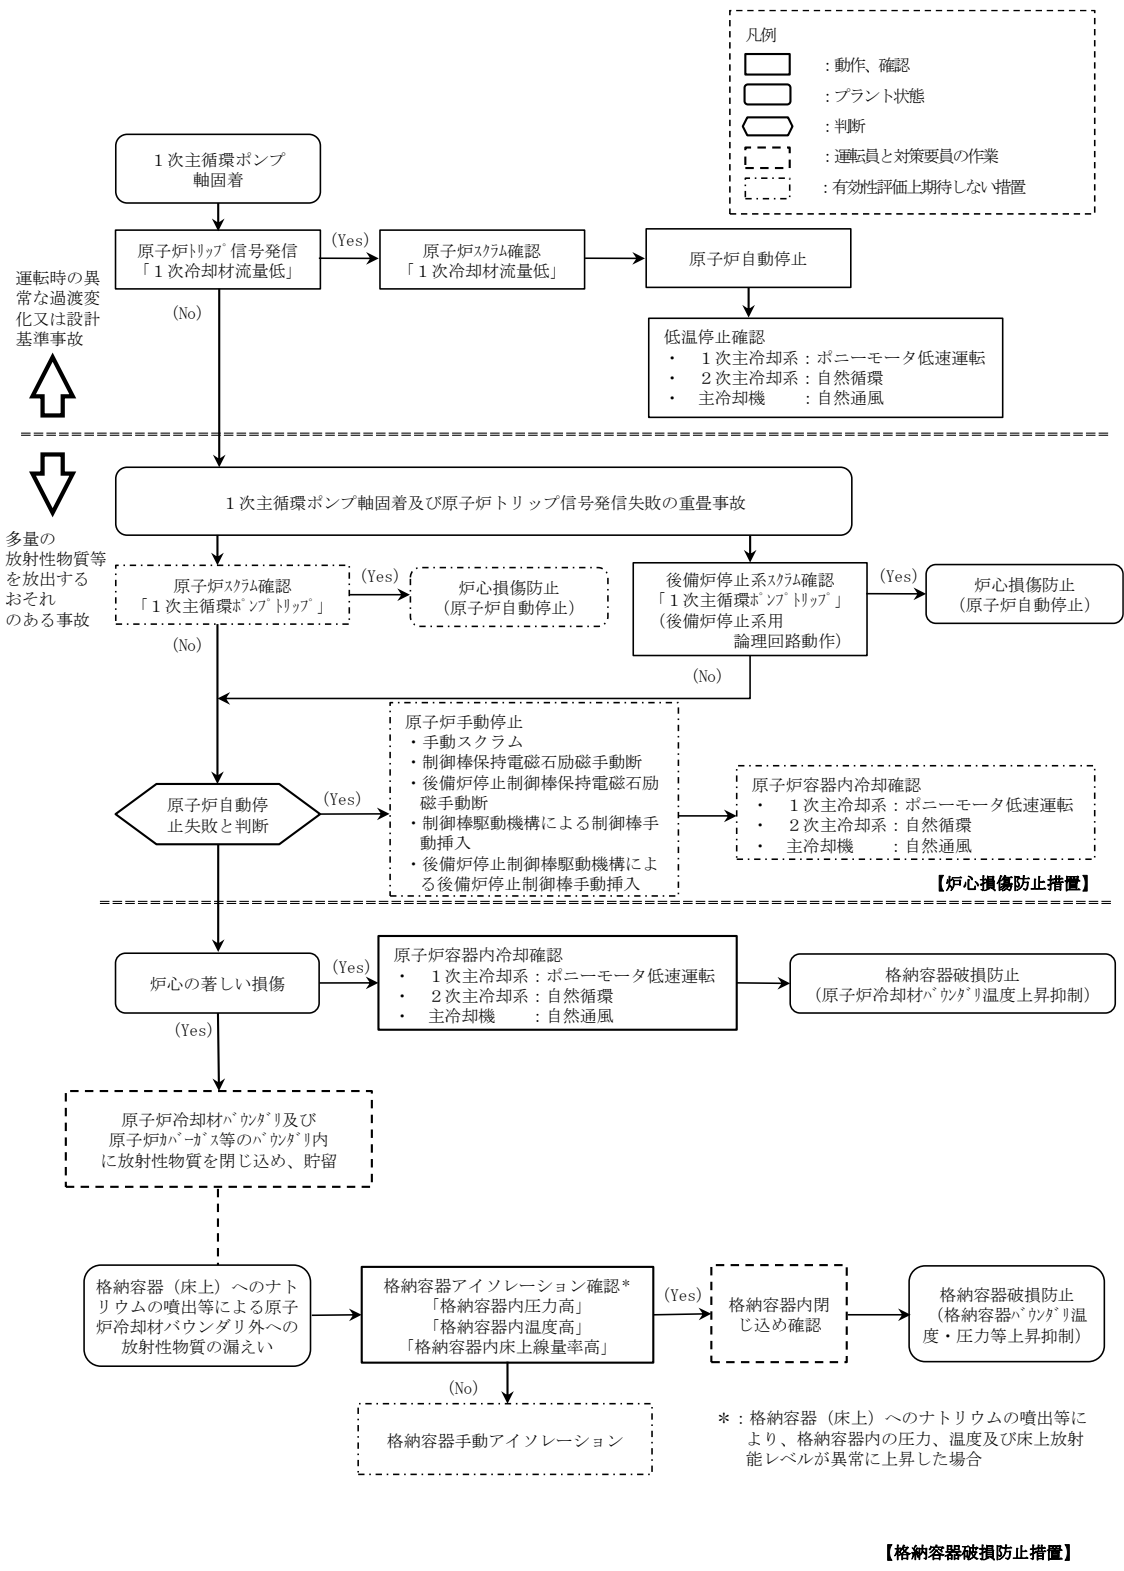 凡例
：動作、確認
：プラント状態
：判断
：運転員と対策要員の作業
：有効性評価上期待しない措置
１次主循環ポンプ
軸固着
原子炉ﾄﾘｯﾌﾟ信号発信
「１次冷却材流量低」
(Yes)
原子炉ｽｸﾗﾑ確認
「１次冷却材流量低」
原子炉自動停止
(No)
運転時の異
常な過渡変
化又は設計
基準事故
低温停止確認
・　１次主冷却系：ポニーモータ低速運転
・　２次主冷却系：自然循環
・　主冷却機　　：自然通風
１次主循環ポンプ軸固着及び原子炉トリップ信号発信失敗の重畳事故
多量の
放射性物質等
を放出する
おそれ
のある事故
原子炉ｽｸﾗﾑ確認
「１次主循環ﾎﾟﾝﾌﾟﾄﾘｯﾌﾟ」
(Yes)
炉心損傷防止
（原子炉自動停止）
後備炉停止系ｽｸﾗﾑ確認
「１次主循環ﾎﾟﾝﾌﾟﾄﾘｯﾌﾟ」
（後備炉停止系用
論理回路動作）
(Yes)
炉心損傷防止
（原子炉自動停止）
(No)
(No)
原子炉自動停
止失敗と判断
(Yes)
原子炉手動停止
・手動スクラム
・制御棒保持電磁石励磁手動断
・後備炉停止制御棒保持電磁石励
磁手動断
・制御棒駆動機構による制御棒手
動挿入
・後備炉停止制御棒駆動機構によ
る後備炉停止制御棒手動挿入
原子炉容器内冷却確認
・　１次主冷却系：ポニーモータ低速運転
・　２次主冷却系：自然循環
・　主冷却機　　：自然通風
【炉心損傷防止措置】
炉心の著しい損傷
(Yes)
原子炉容器内冷却確認
・　１次主冷却系：ポニーモータ低速運転
・　２次主冷却系：自然循環
・　主冷却機　　：自然通風
格納容器破損防止
（原子炉冷却材ﾊﾞｳﾝﾀﾞﾘ温度上昇抑制）
(Yes)
原子炉冷却材ﾊﾞｳﾝﾀﾞﾘ及び
原子炉ｶﾊﾞｰｶﾞｽ等のﾊﾞｳﾝﾀﾞﾘ内
に放射性物質を閉じ込め、貯留
格納容器（床上）へのナト
リウムの噴出等による原子
炉冷却材バウンダリ外への
放射性物質の漏えい
格納容器アイソレーション確認*
「格納容器内圧力高」
「格納容器内温度高」
「格納容器内床上線量率高」
(Yes)
格納容器内閉
じ込め確認
格納容器破損防止
（格納容器ﾊﾞｳﾝﾀﾞﾘ温
度・圧力等上昇抑制）
(No)
格納容器手動アイソレーション
＊：格納容器（床上）へのナトリウムの噴出等に
より、格納容器内の圧力、温度及び床上放射
能レベルが異常に上昇した場合
【格納容器破損防止措置】